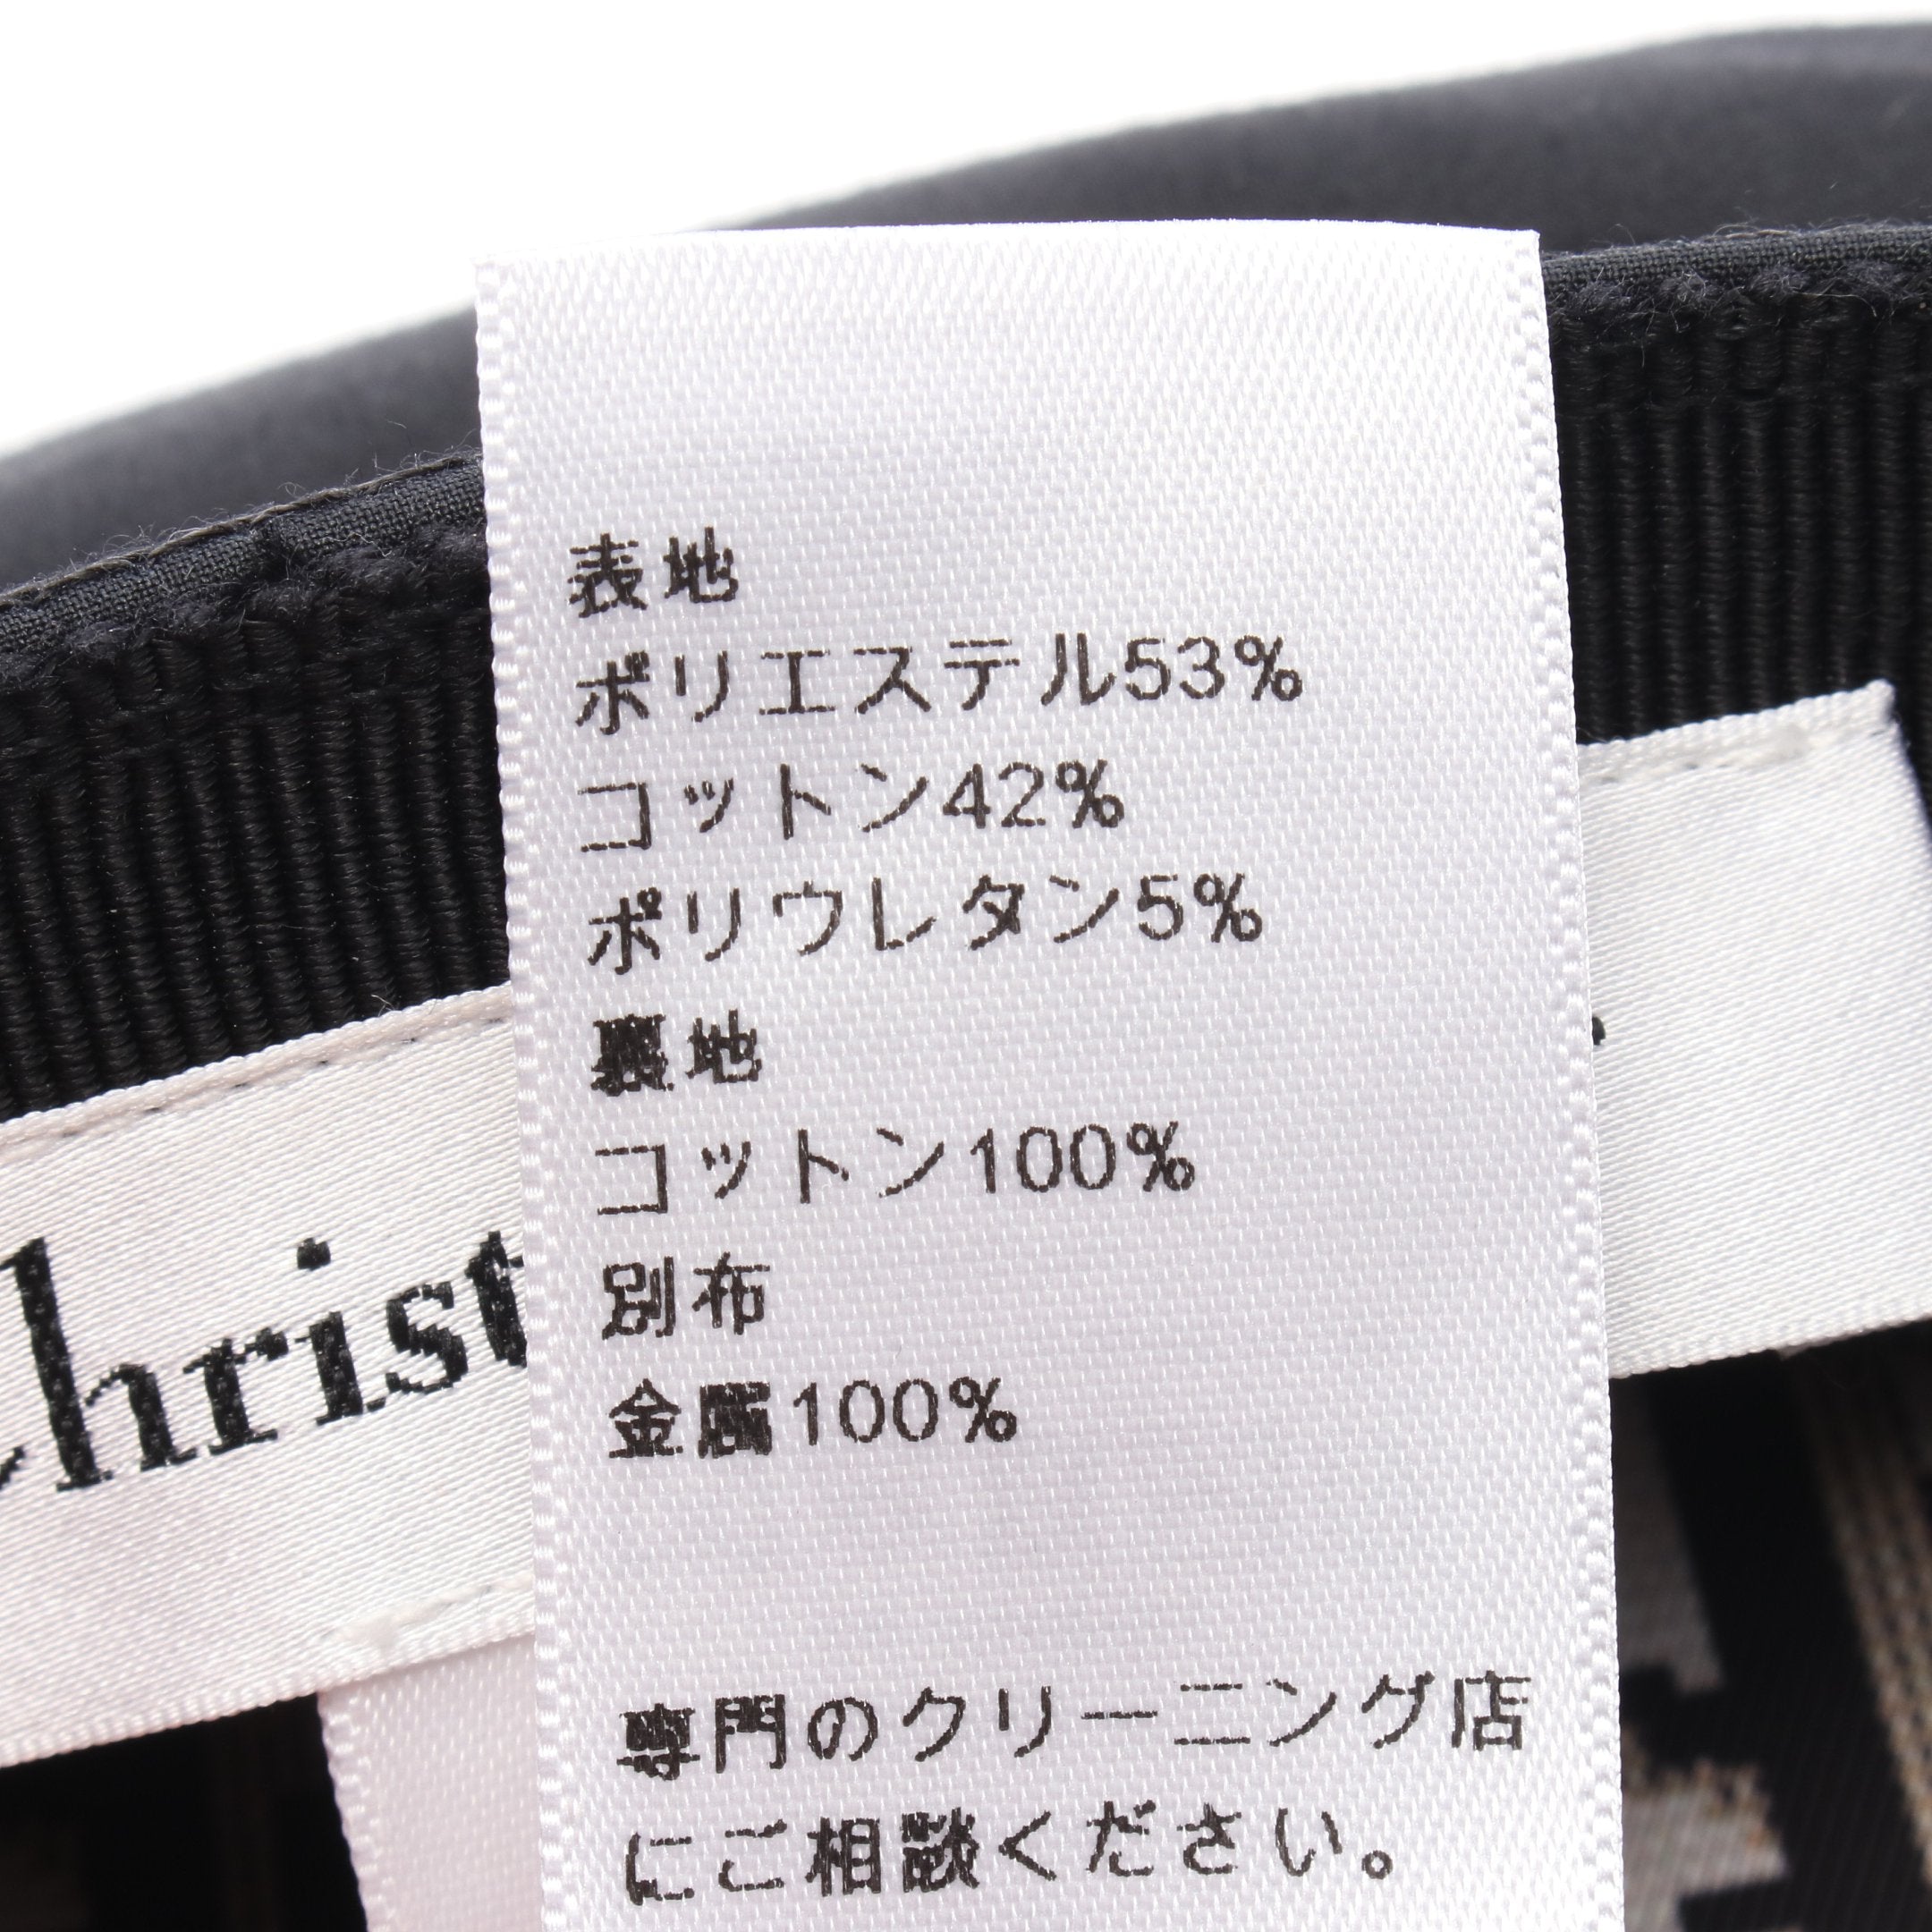 表地
ポリエステル53%
コットン42%
ポリウレタン5%
裏地
コットン100%
別布
金属100%
専門のクリーニング店
にご相談ください。
Christ